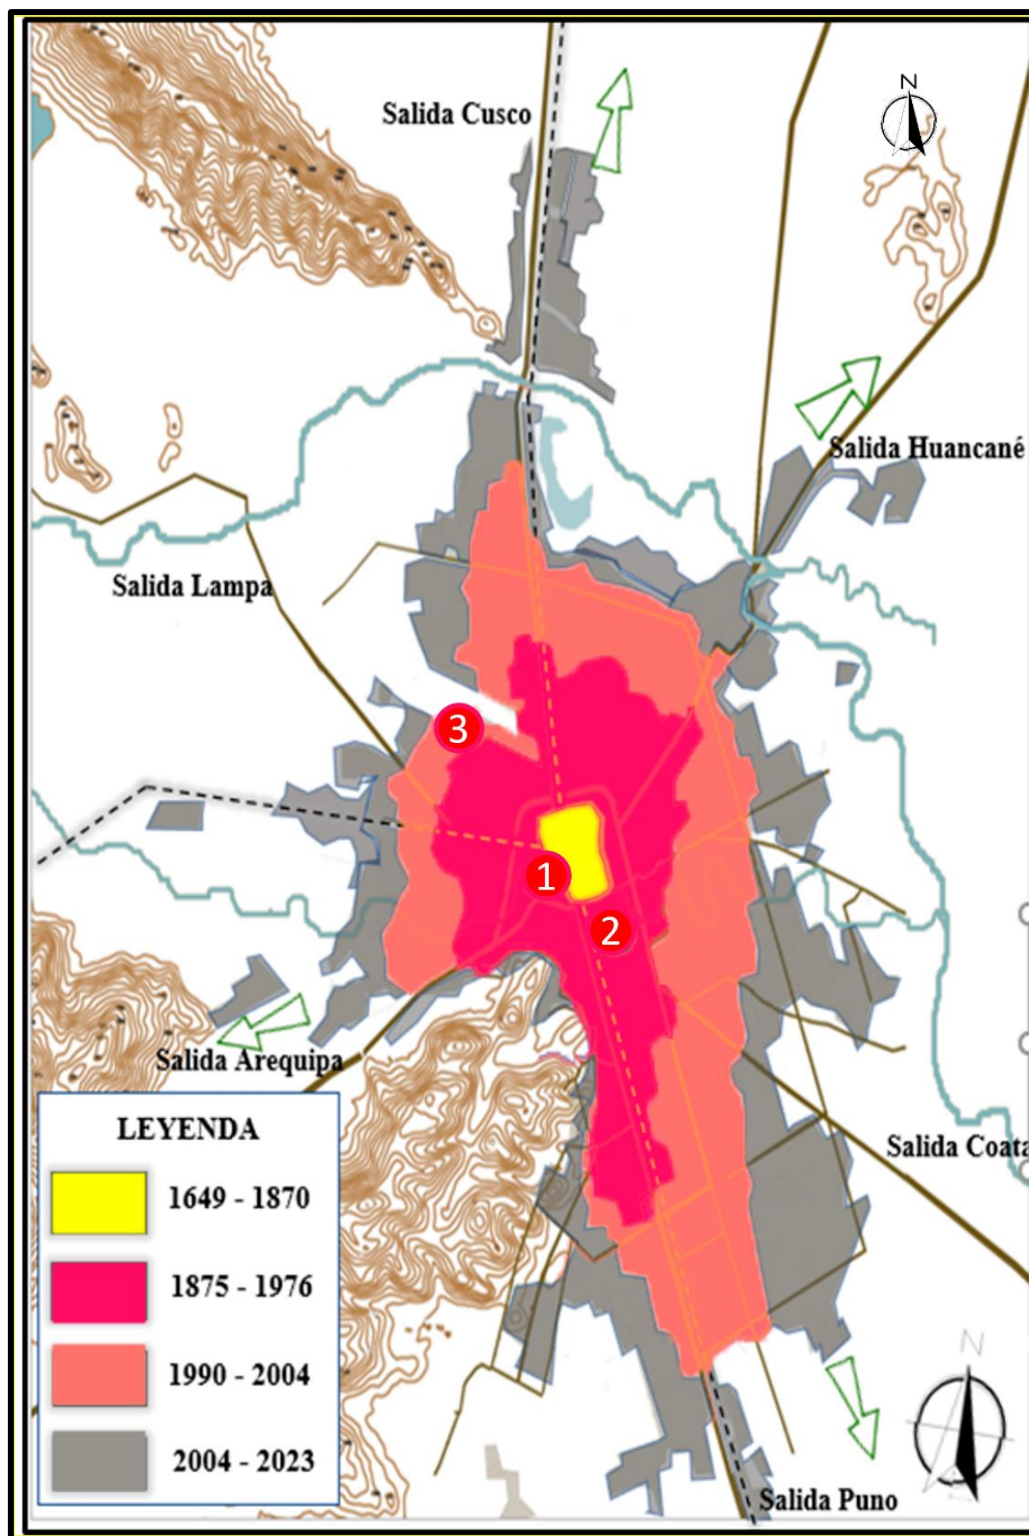 Salida Cusco
N
Salida Huancané
Salida Lampa
3
1
2
Salida Arequipa
Salida Coata
LEYENDA
1649 - 1870
1875 - 1976
1990 - 2004
2004 - 2023
N
Salida Puno